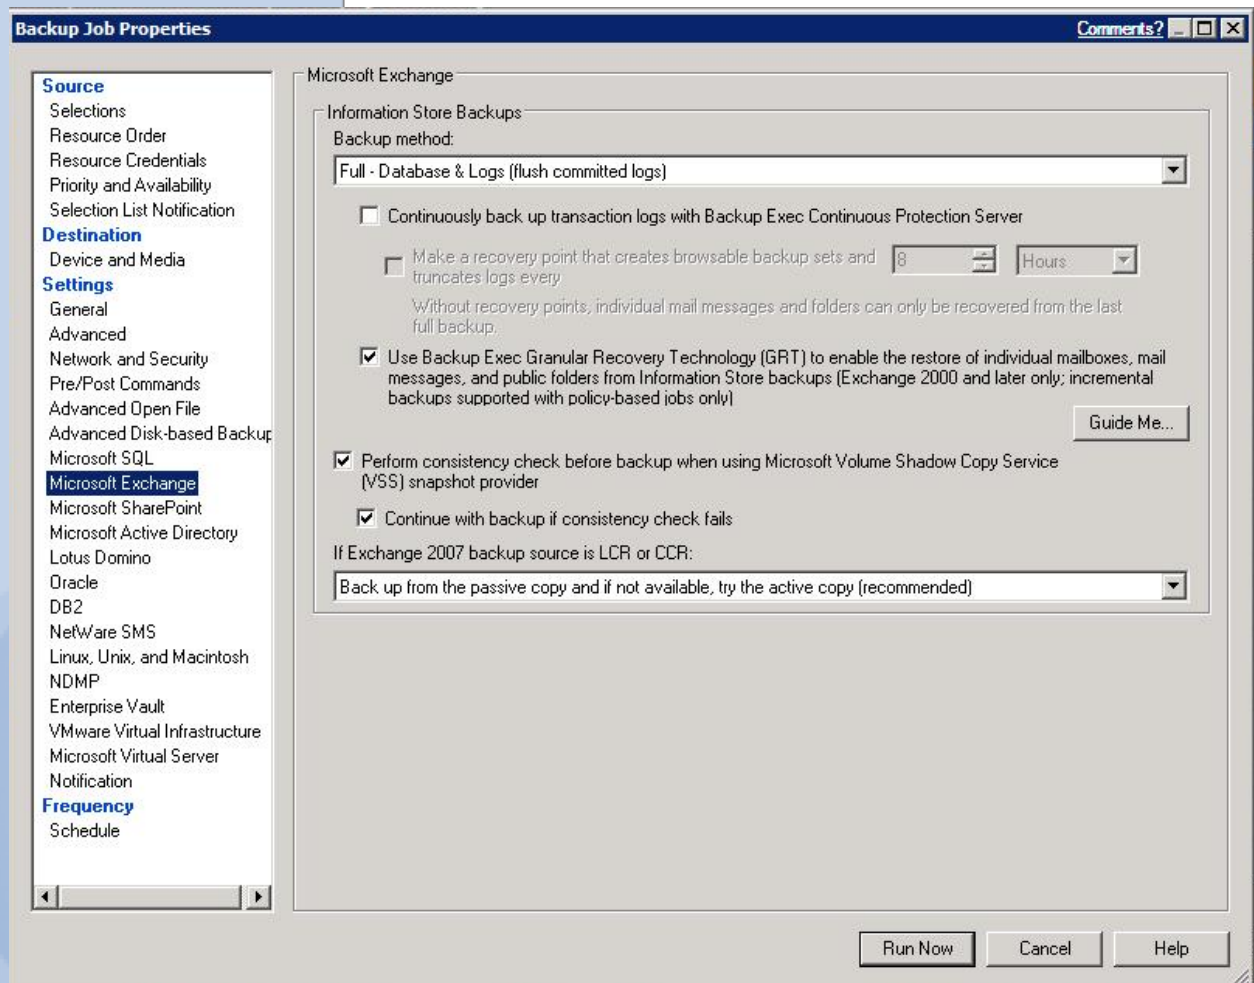 Backup Job Properties
Comments?
Source
Selections
Resource Order
Resource Credentials
Priority and Availability
Selection List Notification
Destination
Device and Media
Settings
General
Advanced
Network and Security
Pre/Post Commands
Advanced Open File
Advanced Disk-based Backup
Microsoft SQL
Microsoft Exchange
Microsoft SharePoint
Microsoft Active Directory
Lotus Domino
Oracle
DB2
NetWare SMS
Linux, Unix, and Macintosh
NDMP
Enterprise Vault
VMware Virtual Infrastructure
Microsoft Virtual Server
Notification
Frequency
Schedule
Microsoft Exchange
Information Store Backups
Backup method:
Full - Database & Logs (flush committed logs)
Continuously back up transaction logs with Backup Exec Continuous Protection Server
Make a recovery point that creates browsable backup sets and
truncates logs every
8
Hours
Without recovery points, individual mail messages and folders can only be recovered from the last
full backup.
Use Backup Exec Granular Recovery Technology (GRT) to enable the restore of individual mailboxes, mail
messages, and public folders from Information Store backups (Exchange 2000 and later only; incremental
backups supported with policy-based jobs only)
Guide Me...
Perform consistency check before backup when using Microsoft Volume Shadow Copy Service
(VSS) snapshot provider
Continue with backup if consistency check fails
If Exchange 2007 backup source is LCR or CCR:
Back up from the passive copy and if not available, try the active copy (recommended)
Run Now
Cancel
Help